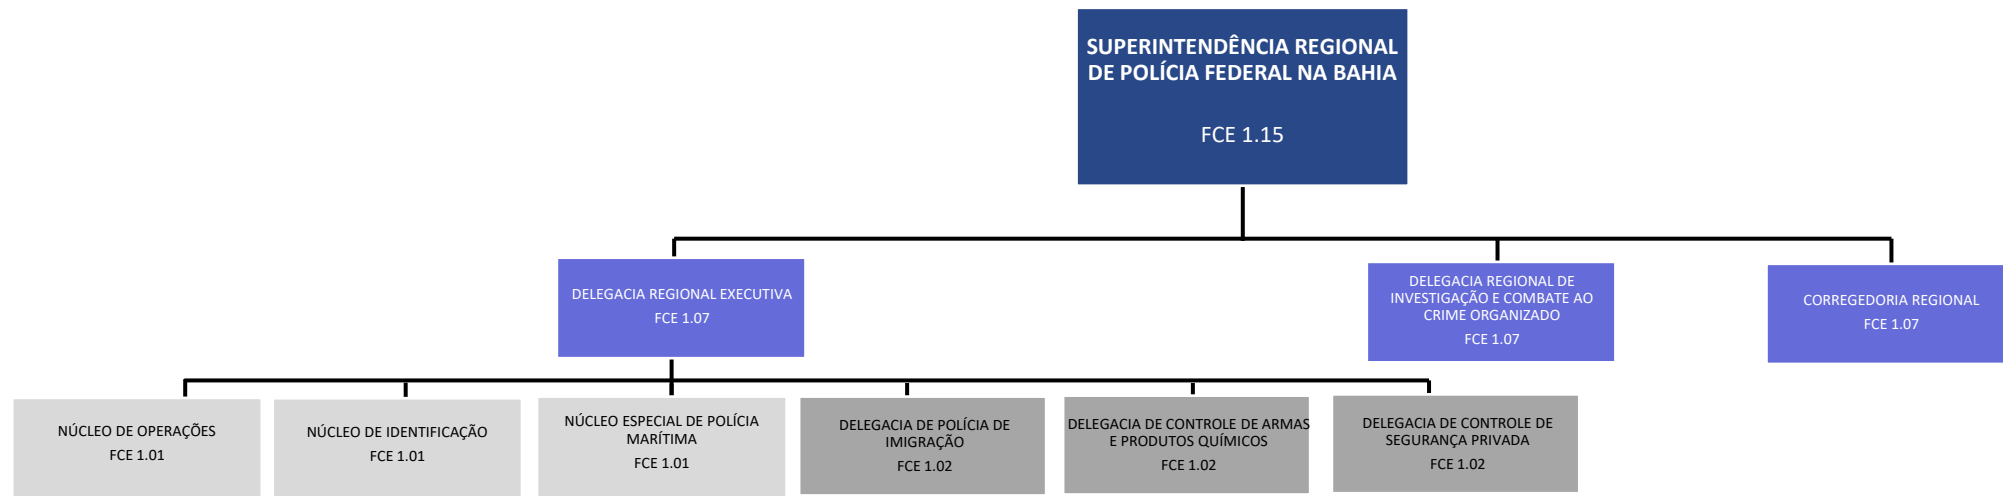 SUPERINTENDÊNCIA REGIONAL
DE POLÍCIA FEDERAL NA BAHIA
FCE 1.15
DELEGACIA REGIONAL EXECUTIVA
FCE 1.07
DELEGACIA REGIONAL DE
INVESTIGAÇÃO E COMBATE AO
CRIME ORGANIZADO
FCE 1.07
CORREGEDORIA REGIONAL
FCE 1.07
NÚCLEO DE OPERAÇÕES
FCE 1.01
NÚCLEO DE IDENTIFICAÇÃO
FCE 1.01
NÚCLEO ESPECIAL DE POLÍCIA
MARÍTIMA
FCE 1.01
DELEGACIA DE POLÍCIA DE
IMIGRAÇÃO
FCE 1.02
DELEGACIA DE CONTROLE DE ARMAS
E PRODUTOS QUÍMICOS
FCE 1.02
DELEGACIA DE CONTROLE DE
SEGURANÇA PRIVADA
FCE 1.02